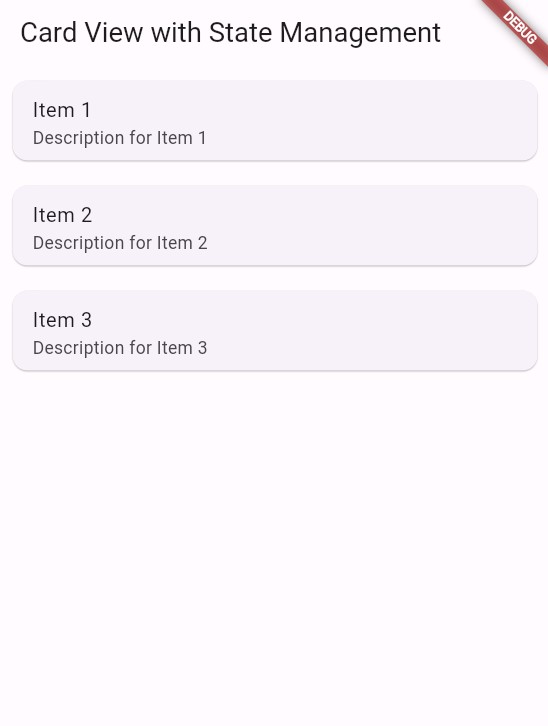 Card View with State Management
DEBUG
Item 1
Description for Item 1
Item 2
Description for Item 2
Item 3
Description for Item 3